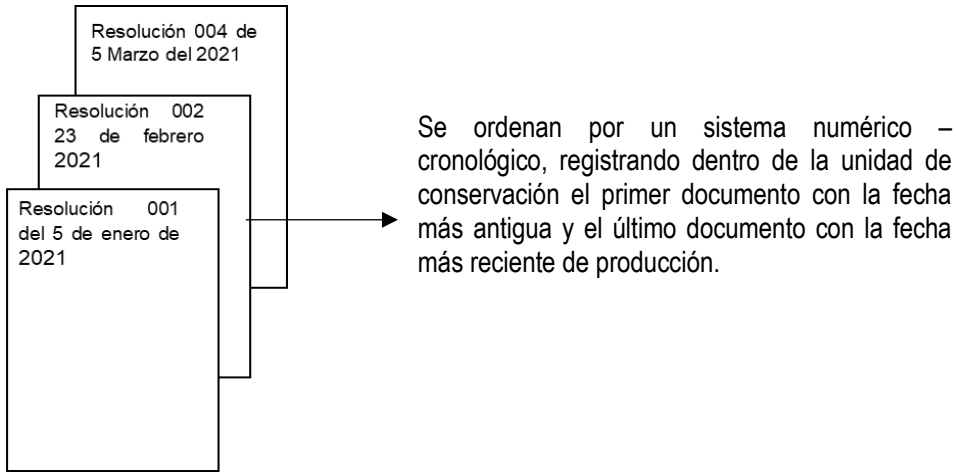 Resolución 004 de
5 Marzo del 2021
Resolución 002
23 de febrero
2021
Resolución 001
del 5 de enero de
2021
Se ordenan por un sistema numérico –
cronológico, registrando dentro de la unidad de
conservación el primer documento con la fecha
más antigua y el último documento con la fecha
más reciente de producción.